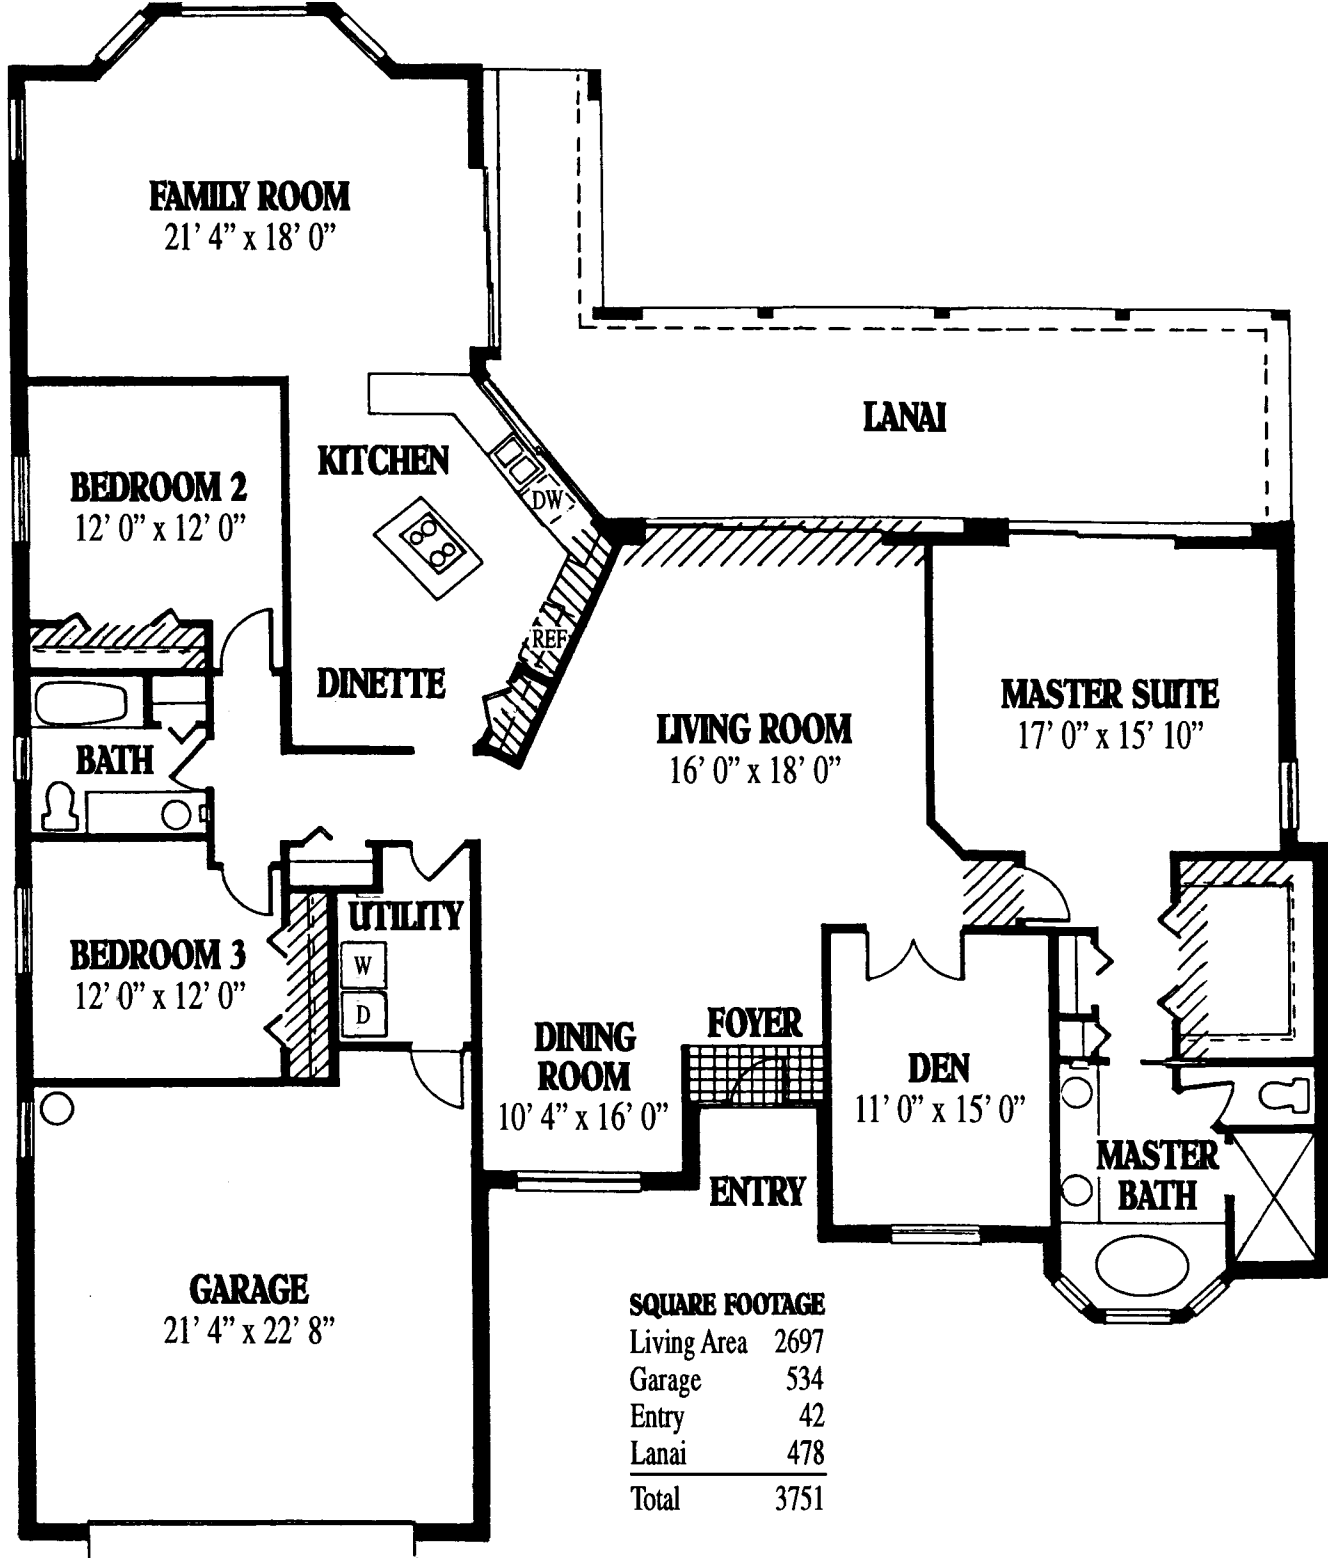 FAMILY ROOM
21' 4” x 18' 0”
LANAI
KITCHEN
BEDROOM 2
12' 0” x 12' 0”
DW
REF
DINETTE
MASTER SUITE
17' 0” x 15' 10”
LIVING ROOM
16' 0” x 18' 0”
BATH
UTILITY
W
D
BEDROOM 3
12' 0” x 12' 0”
FOYER
DINING
ROOM
10' 4” x 16' 0”
DEN
11' 0” x 15' 0”
MASTER
BATH
ENTRY
GARAGE
21' 4” x 22' 8”
SQUARE FOOTAGE
Living Area 2697
Garage 534
Entry 42
Lanai 478
Total 3751